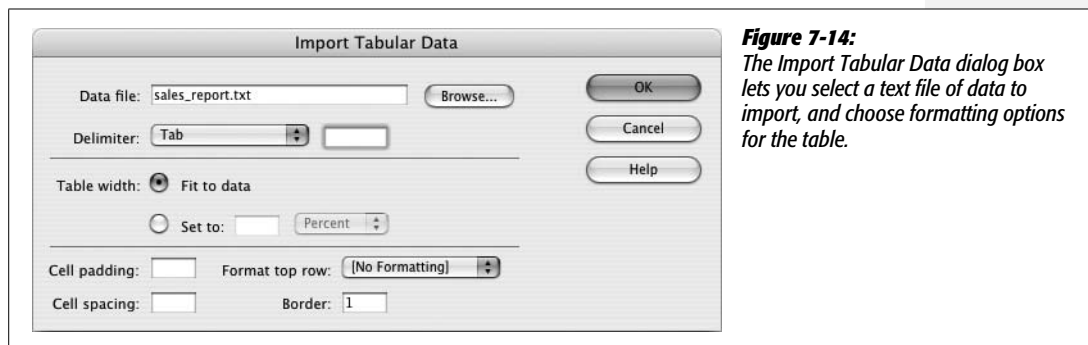 Import Tabular Data
Data file: sales_report.txt Browse...
Delimiter: Tab
Table width: Fit to data
Set to: Percent
Cell padding: Format top row: [No Formatting]
Cell spacing: Border: 1
OK
Cancel
Help
Figure 7-14:
The Import Tabular Data dialog box
lets you select a text file of data to
import, and choose formatting options
for the table.